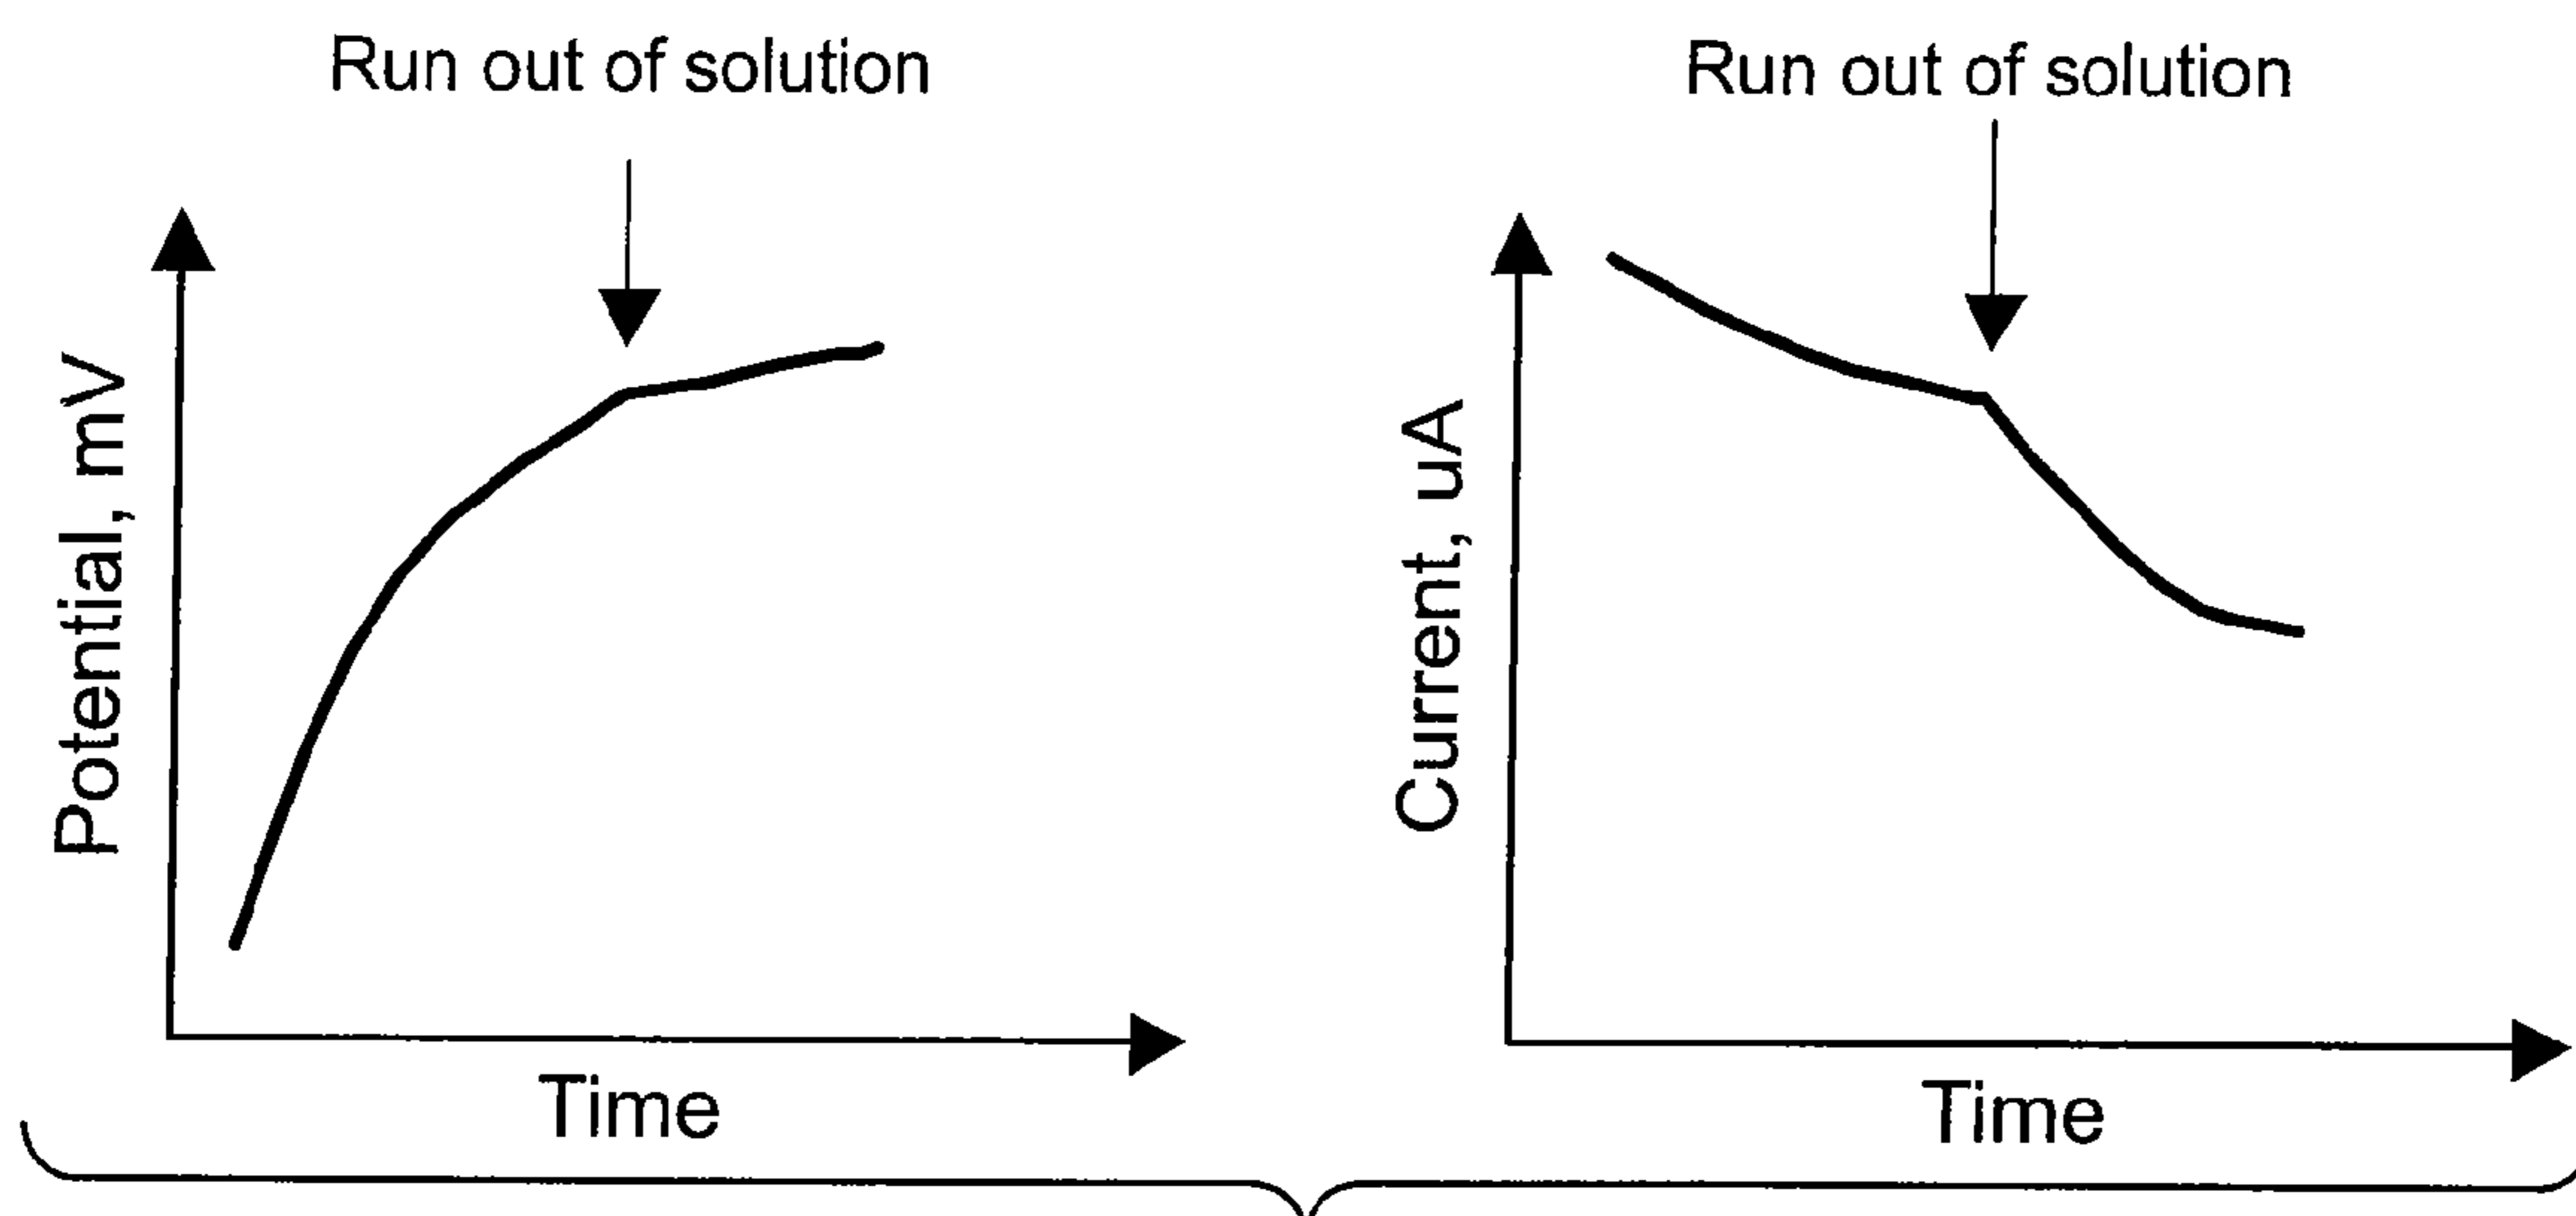 Run out of solution
Potential, mV
Time
Run out of solution
Current, uA
Time